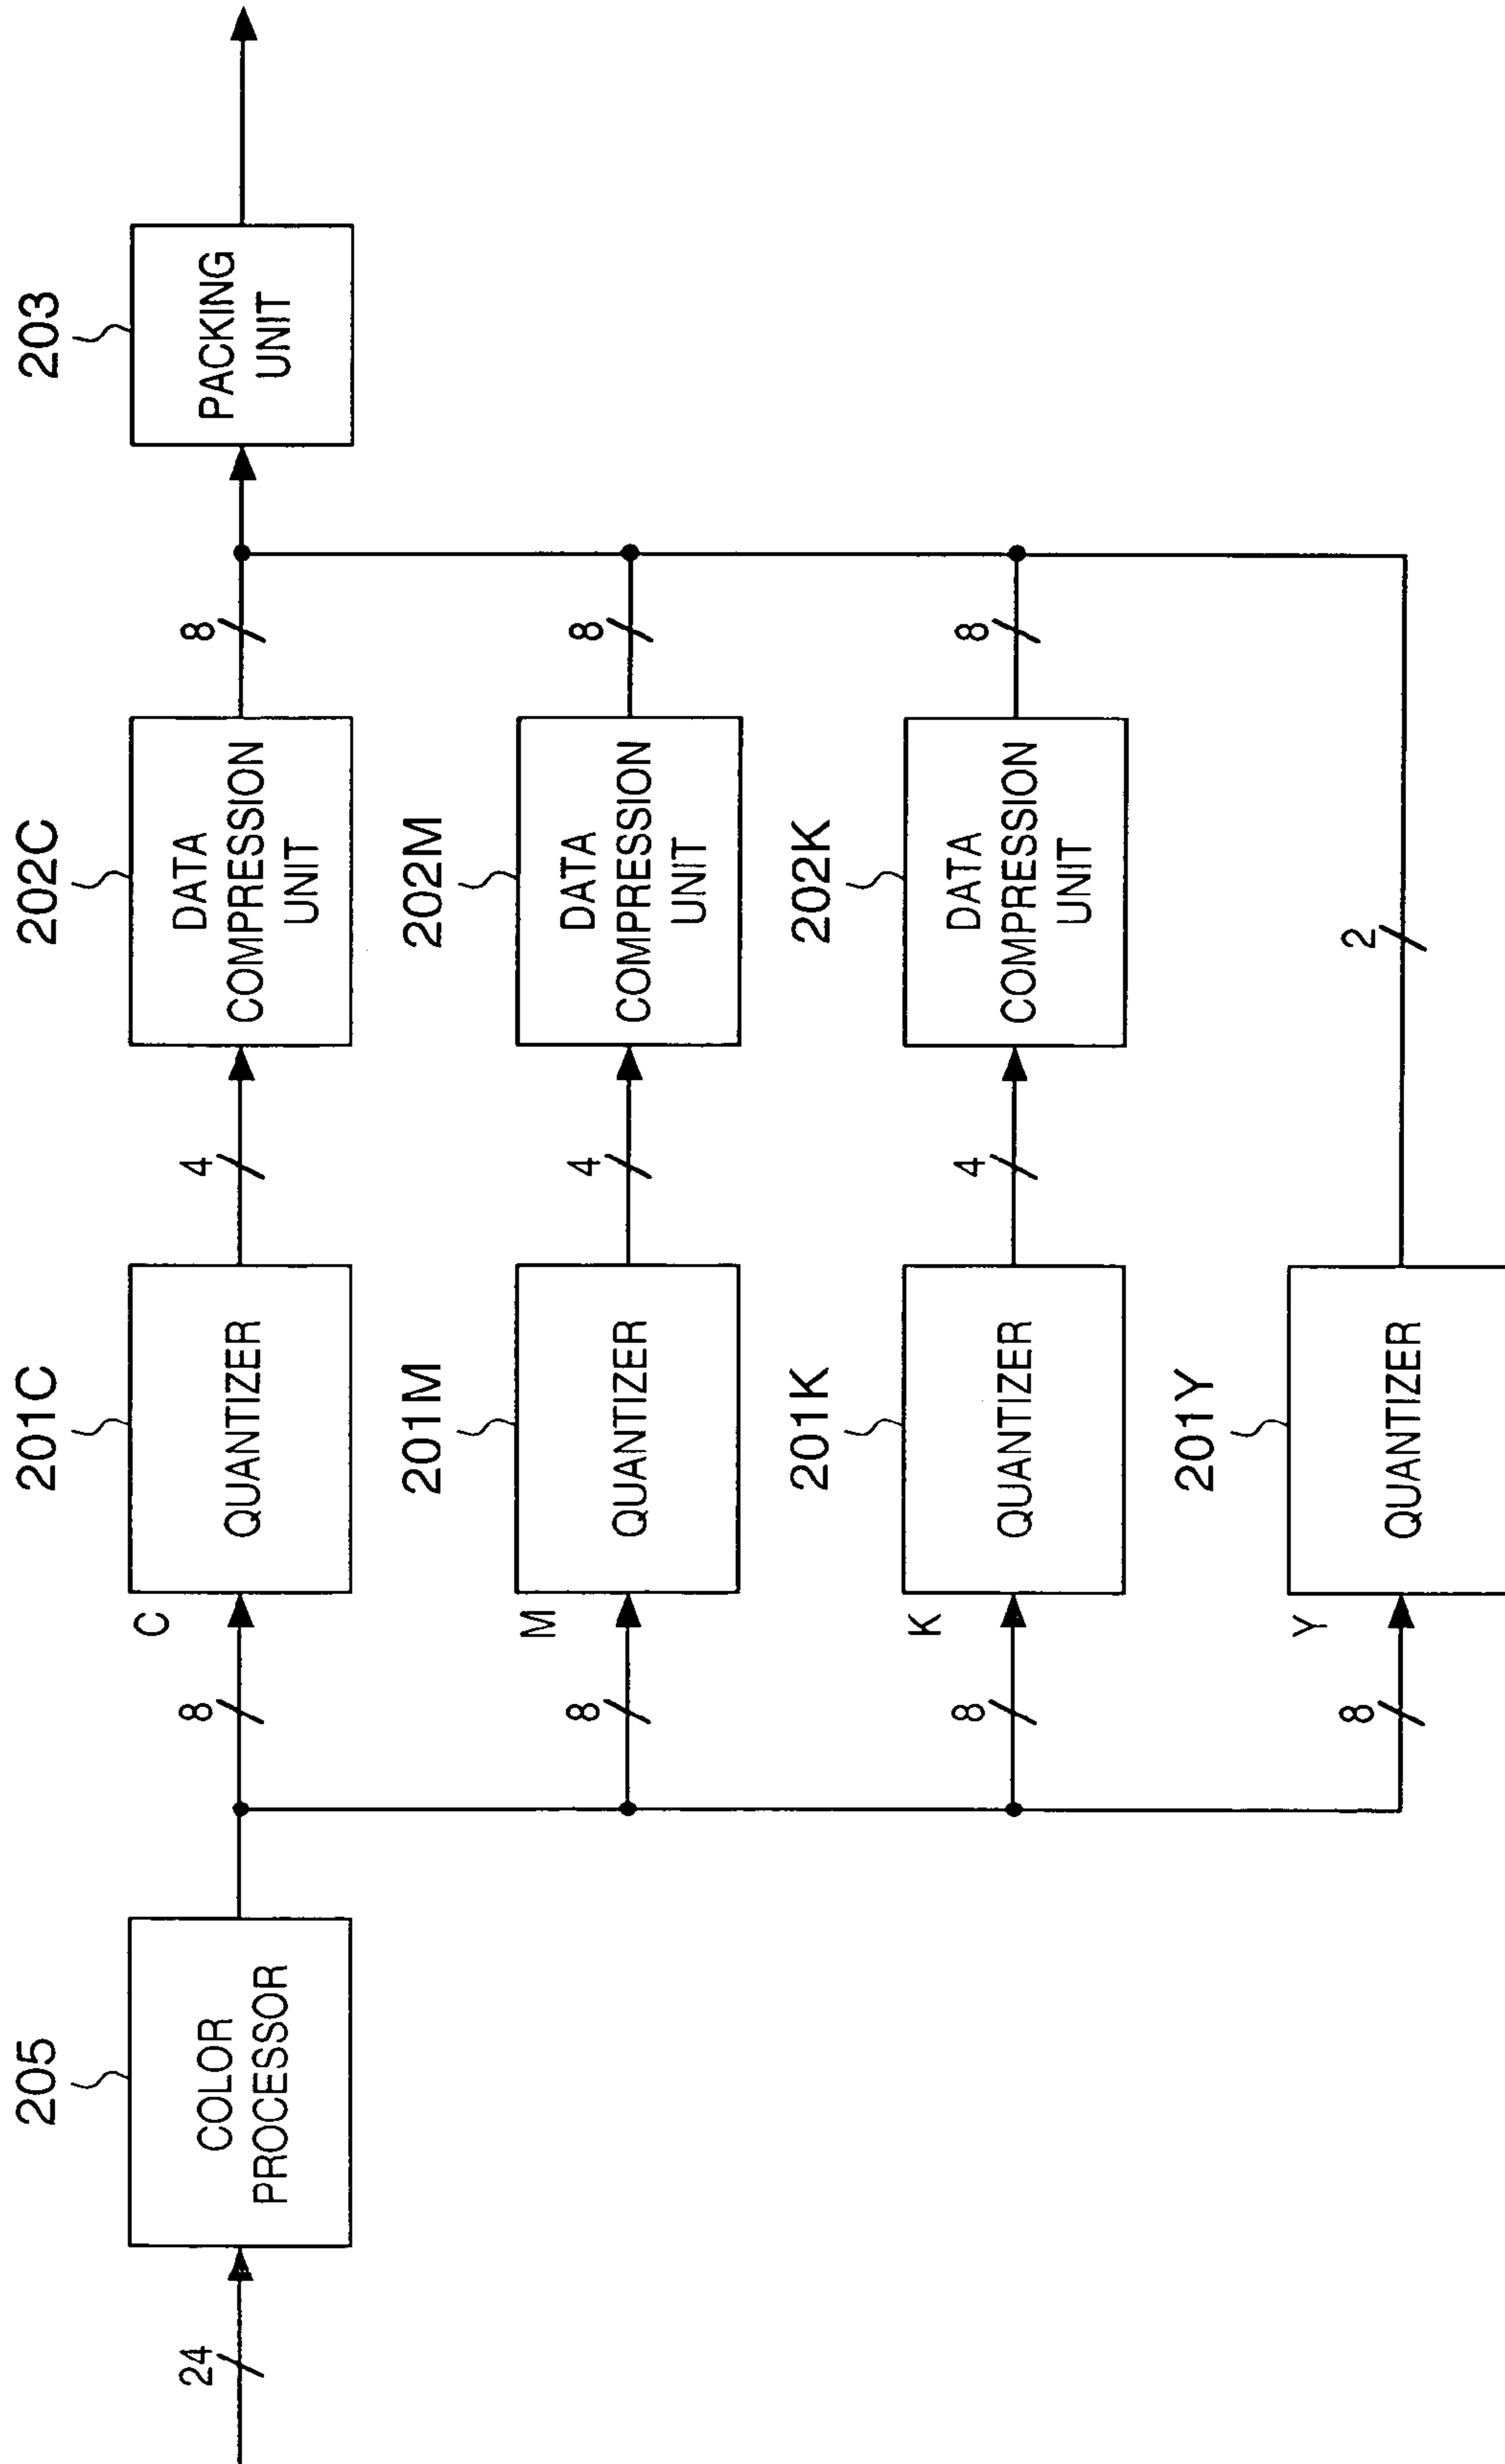 205
COLOR
PROCESSOR
24
201C
C
QUANTIZER
8
4
202C
DATA
COMPRESSION
UNIT
8
203
PACKING
UNIT
201M
M
QUANTIZER
8
4
202M
DATA
COMPRESSION
UNIT
8
201K
K
QUANTIZER
8
4
202K
DATA
COMPRESSION
UNIT
8
201Y
Y
QUANTIZER
8
2